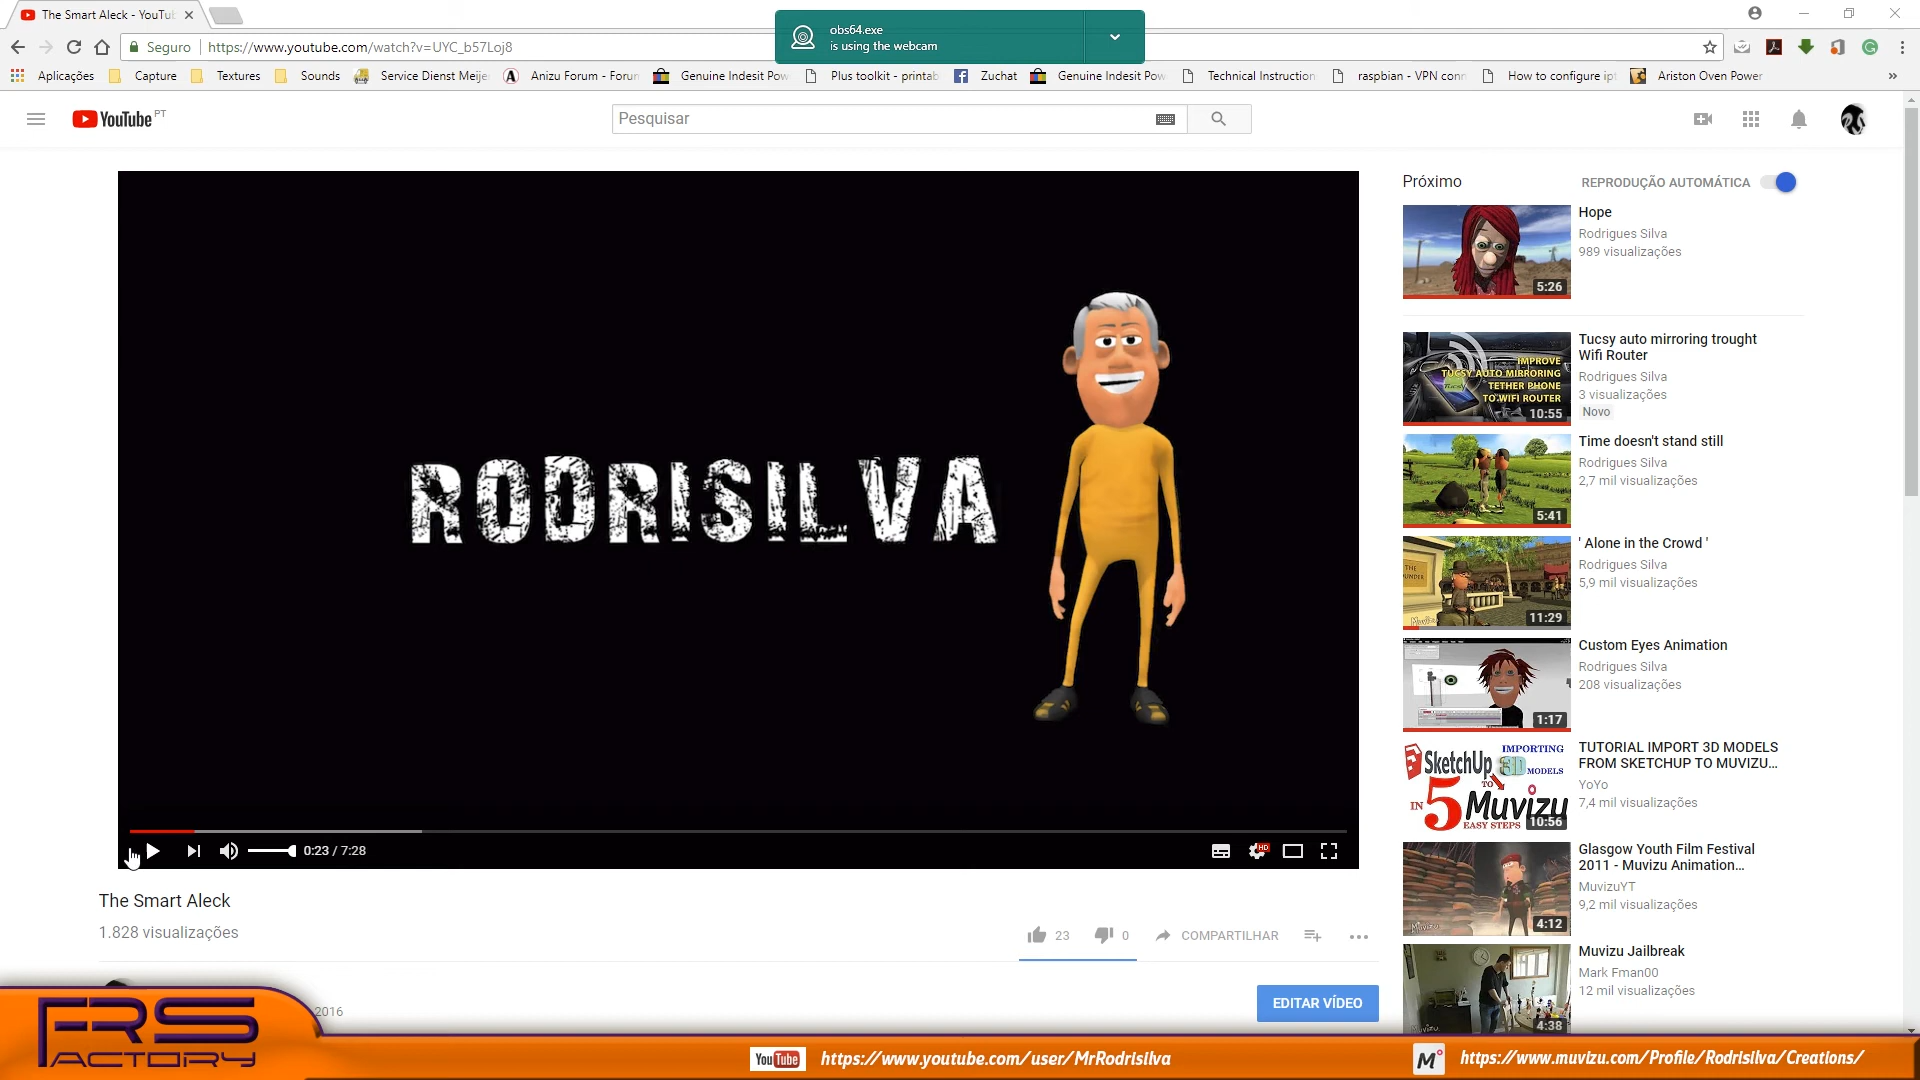 The Smart Aleck - YouTu
obs64.exe
is using the webcam
Seguro
https://www.youtube.com/watch?v=UYC_b57Loj8
Aplicações
Capture
Textures
Sounds
Service Dienst Meije
Anizu Forum - Forun
Genuine Indesit Pow
Plus toolkit - printab
Zuchat
Genuine Indesit Pow
Technical Instruction
raspbian - VPN conn
How to configure ipt
Ariston Oven Power
YouTube PT
Pesquisar
RODRISILVA
0:23 / 7:28
HD
The Smart Aleck
1.828 visualizações
23
0
COMPARTILHAR
2016
EDITAR VÍDEO
Próximo
REPRODUÇÃO AUTOMÁTICA
Hope
Rodrigues Silva
989 visualizações
5:26
IMPROVE
TUCSY AUTO MIRRORING
TETHER PHONE
TO WIFI ROUTER
10:55
Tucsy auto mirroring trought
Wifi Router
Rodrigues Silva
3 visualizações
Novo
Time doesn't stand still
Rodrigues Silva
2,7 mil visualizações
5:41
' Alone in the Crowd '
Rodrigues Silva
5,9 mil visualizações
THE
11:29
Custom Eyes Animation
Rodrigues Silva
208 visualizações
1:17
SketchUp
IMPORTING
3D MODELS
TO
IN 5 Muvizu
EASY STEPS
10:56
TUTORIAL IMPORT 3D MODELS
FROM SKETCHUP TO MUVIZU...
YoYo
7,4 mil visualizações
Glasgow Youth Film Festival
2011 - Muvizu Animation...
MuvizuYT
9,2 mil visualizações
Muvizu
4:12
Muvizu Jailbreak
Mark Fman00
12 mil visualizações
Muvizu
4:38
FRS
FACTORY
YouTube
https://www.youtube.com/user/MrRodrisilva
M
https://www.muvizu.com/Profile/Rodrisilva/Creations/